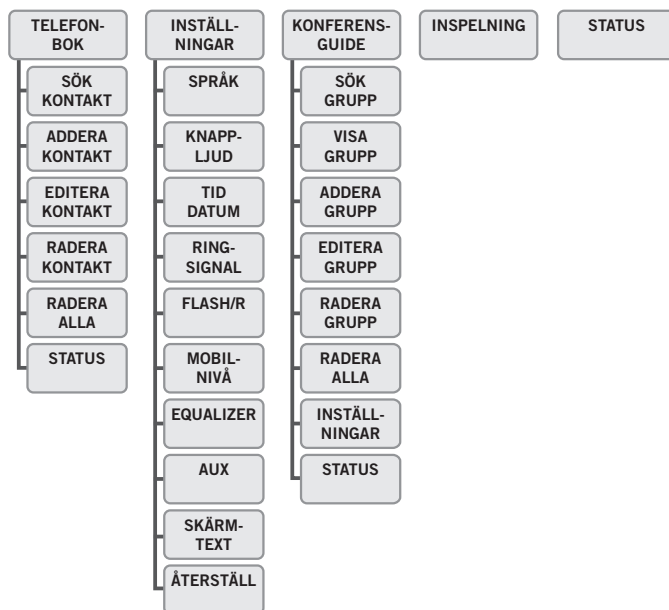 TELEFON-
BOK
SÖK
KONTAKT
ADDERA
KONTAKT
EDITERA
KONTAKT
RADERA
KONTAKT
RADERA
ALLA
STATUS
INSTÄLL-
NINGAR
SPRÅK
KNAPP-
LJUD
TID
DATUM
RING-
SIGNAL
FLASH/R
MOBIL-
NIVÅ
EQUALIZER
AUX
SKÄRM-
TEXT
ÅTERSTÄLL
KONFERENS-
GUIDE
SÖK
GRUPP
VISA
GRUPP
ADDERA
GRUPP
EDITERA
GRUPP
RADERA
GRUPP
RADERA
ALLA
INSTÄLL-
NINGAR
STATUS
INSPELNING
STATUS